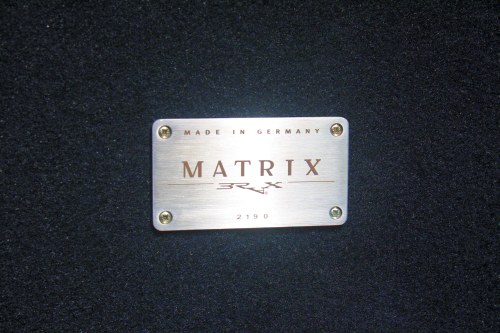 MADE IN GERMANY
MATRIX
BRAX
2190